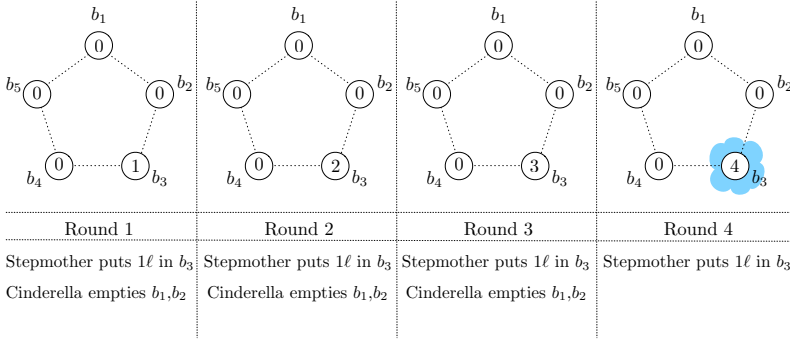 b₁ b₁ b₁ b₁
0 0 0 0
b₅ 0 0 b₂ b₅ 0 0 b₂ b₅ 0 0 b₂ b₅ 0 0 b₂
0 1 0 2 0 3 0 4
b₄ b₃ b₄ b₃ b₄ b₃ b₄ b₃
Round 1 Round 2 Round 3 Round 4
Stepmother puts 1ℓ in b₃ Stepmother puts 1ℓ in b₃ Stepmother puts 1ℓ in b₃ Stepmother puts 1ℓ in b₃
Cinderella empties b₁,b₂ Cinderella empties b₁,b₂ Cinderella empties b₁,b₂